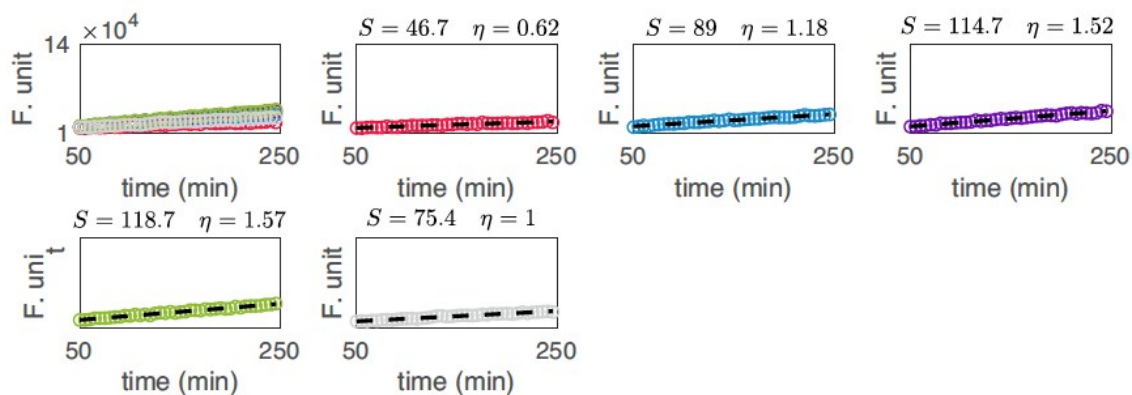 ×10⁴
14
F. unit
1
50
250
time (min)
S = 46.7 η = 0.62
F. unit
50
250
time (min)
S = 89 η = 1.18
F. unit
50
250
time (min)
S = 114.7 η = 1.52
F. unit
50
250
time (min)
S = 118.7 η = 1.57
F. unit
50
250
time (min)
S = 75.4 η = 1
F. unit
50
250
time (min)